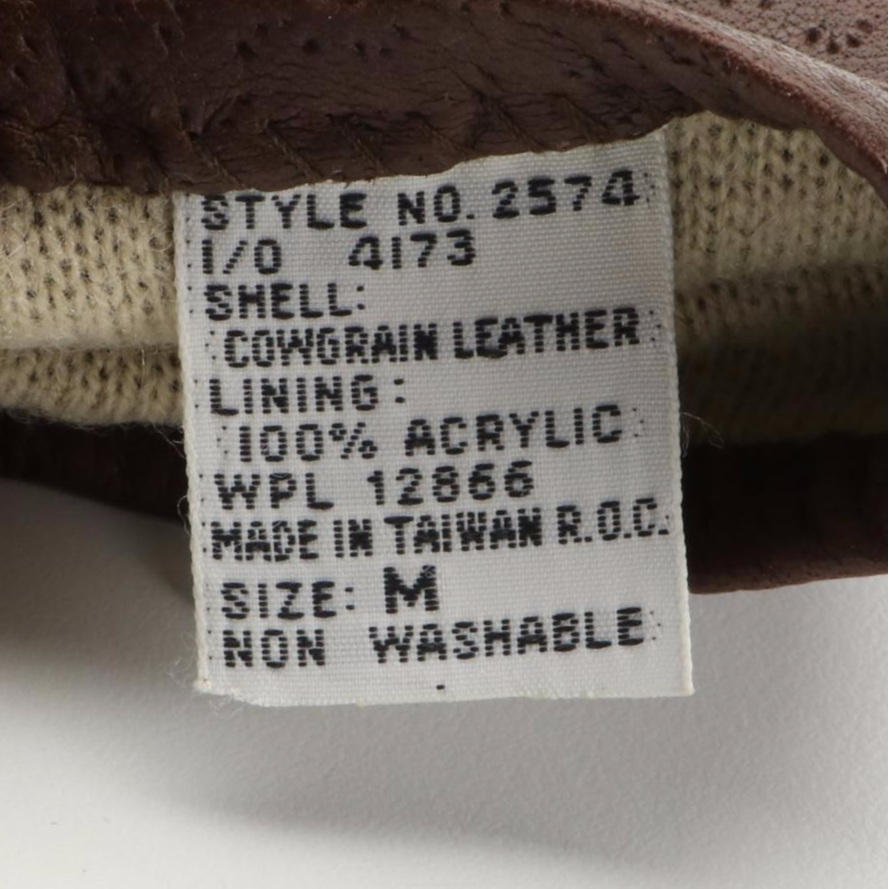 STYLE NO. 2574
I/O 4173
SHELL:
COWGRAIN LEATHER
LINING:
100% ACRYLIC
WPL 12866
MADE IN TAIWAN R.O.C.
SIZE: M
NON WASHABLE